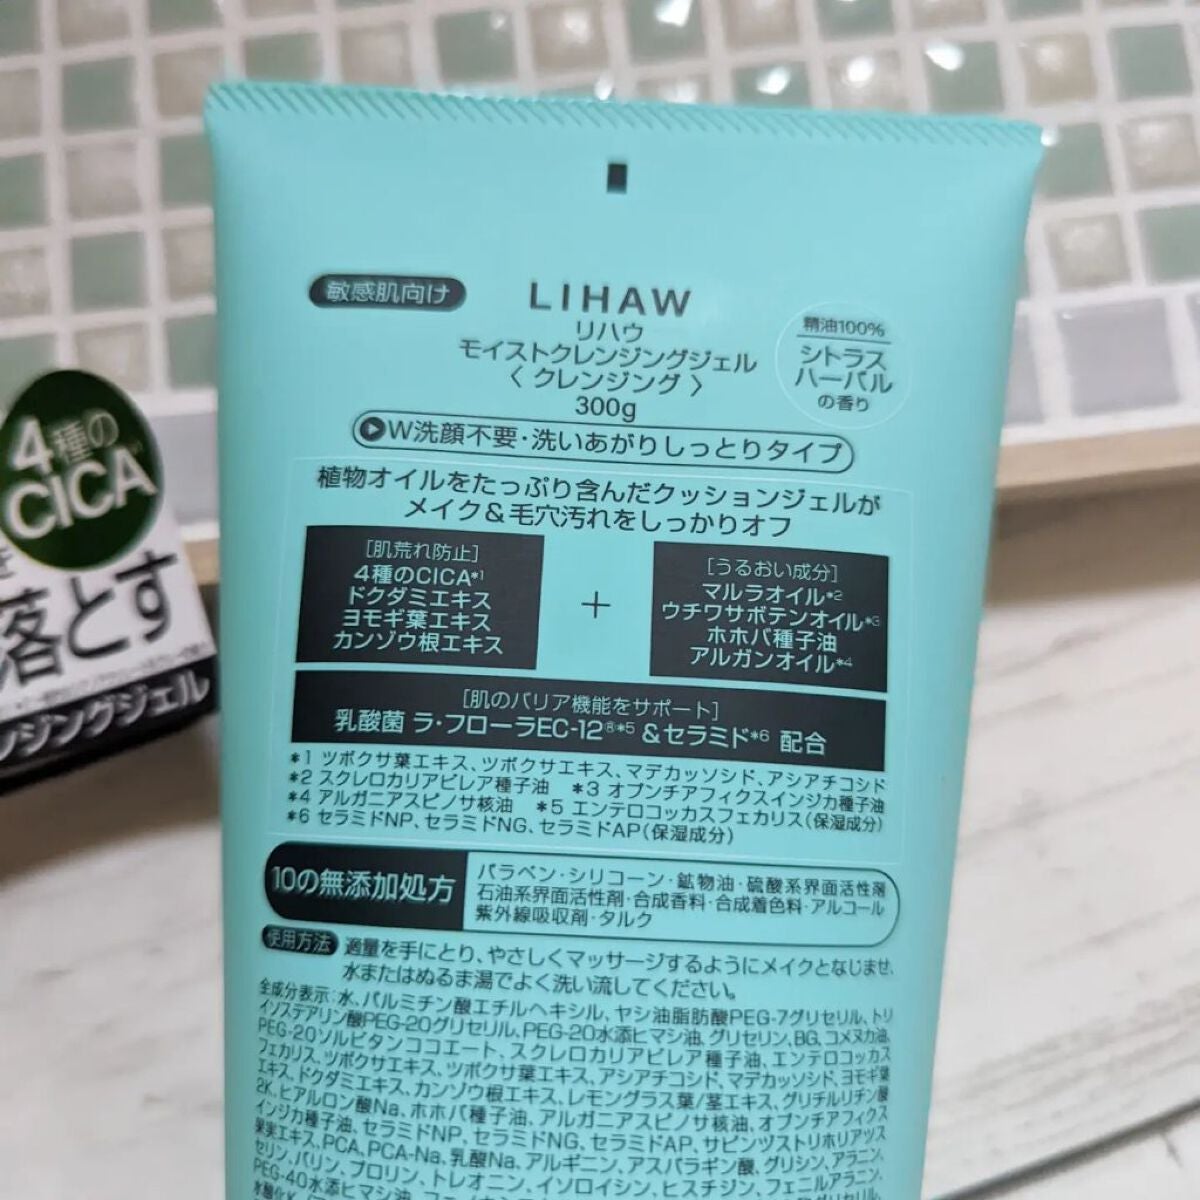 敏感肌向け
LIHAW
リハウ
モイストクレンジングジェル
〈 クレンジング 〉
300g
精油100%
シトラス
ハーバル
の香り
W洗顔不要・洗いあがりしっとりタイプ
植物オイルをたっぷり含んだクッションジェルが
メイク&毛穴汚れをしっかりオフ
[肌荒れ防止]
4種のCICA*1
ドクダミエキス
ヨモギ葉エキス
カンゾウ根エキス
+
[うるおい成分]
マルラオイル*2
ウチワサボテンオイル*3
ホホバ種子油
アルガンオイル*4
[肌のバリア機能をサポート]
乳酸菌 ラ・フローラEC-12®*5 &セラミド*6 配合
*1 ツボクサ葉エキス、ツボクサエキス、マデカッソシド、アシアチコシド
*2 スクレロカリアビレア種子油 *3 オプンチアフィクスインジカ種子油
*4 アルガニアスピノサ核油 *5 エンテロコッカスフェカリス(保湿成分)
*6 セラミドNP、セラミドNG、セラミドAP(保湿成分)
10の無添加処方
パラベン・シリコーン・鉱物油・硫酸系界面活性剤
石油系界面活性剤・合成香料・合成着色料・アルコール
紫外線吸収剤・タルク
使用方法
適量を手にとり、やさしくマッサージするようにメイクとなじませ、
水またはぬるま湯でよく洗い流してください。
全成分表示:水、パルミチン酸エチルヘキシル、ヤシ油脂肪酸PEG-7グリセリル、トリ
イソステアリン酸PEG-20グリセリル、PEG-20水添ヒマシ油、グリセリン、BG、コメヌカ油、
PEG-20ソルビタンココエート、スクレロカリアビレア種子油、エンテロコッカス
フェカリス、ツボクサエキス、ツボクサ葉エキス、アシアチコシド、マデカッソシド、ヨモギ葉
エキス、ドクダミエキス、カンゾウ根エキス、レモングラス葉/茎エキス、グリチルリチン酸
2K、ヒアルロン酸Na、ホホバ種子油、アルガニアスピノサ核油、オプンチアフィクス
インジカ種子油、セラミドNP、セラミドNG、セラミドAP、サピンヅストリホリアツス
果実エキス、PCA、PCA-Na、乳酸Na、アルギニン、アスパラギン酸、グリシン、アラニン、
セリン、バリン、プロリン、トレオニン、イソロイシン、ヒスチジン、フェニルアラニン、
PEG-40水添ヒマシ油、
4種の
CICA
を
落とす
ンジングジェル